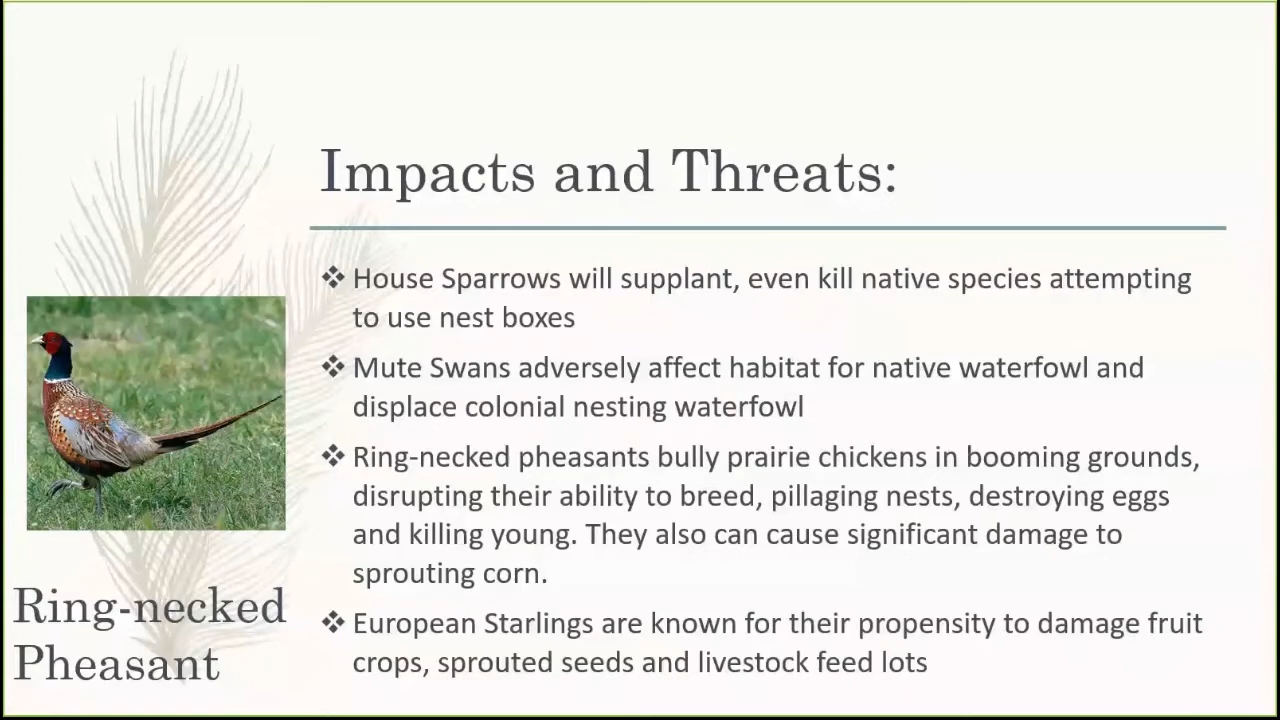 Impacts and Threats:
❖ House Sparrows will supplant, even kill native species attempting
to use nest boxes
❖ Mute Swans adversely affect habitat for native waterfowl and
displace colonial nesting waterfowl
❖ Ring-necked pheasants bully prairie chickens in booming grounds,
disrupting their ability to breed, pillaging nests, destroying eggs
and killing young. They also can cause significant damage to
sprouting corn.
❖ European Starlings are known for their propensity to damage fruit
crops, sprouted seeds and livestock feed lots
Ring-necked
Pheasant